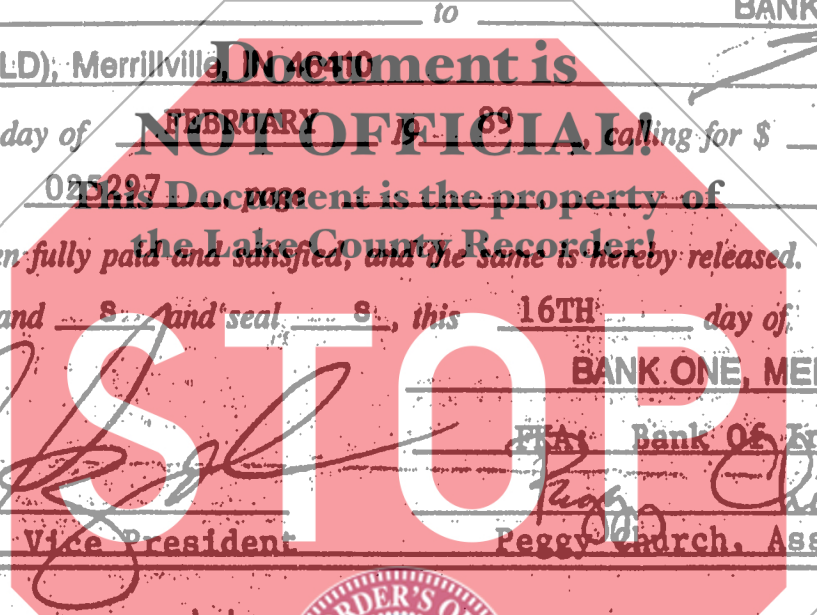 to BANK
LD), Merrillville, IN 46410
Document is
day of FEBRUARY 19 89, calling for $
NOT OFFICIAL!
025297, page
This Document is the property of
en fully paid and satisfied, and the same is hereby released.
the Lake County Recorder!
and s and seal s, this 16TH day of
STOP
BANK ONE, MER
FKA: Bank Of In
Vice President Peggy Church, Ass
RDER'S O